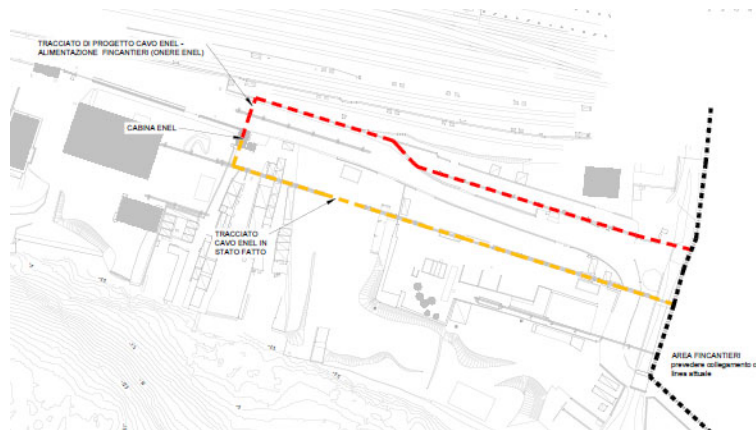 TRACCIATO DI PROGETTO CAVO ENEL -
ALIMENTAZIONE FINCANTIERI (ONERE ENEL)
CABINA ENEL
TRACCIATO
CAVO ENEL IN
STATO FATTO
AREA FINCANTIERI
prevedere collegamento c
linea attuale